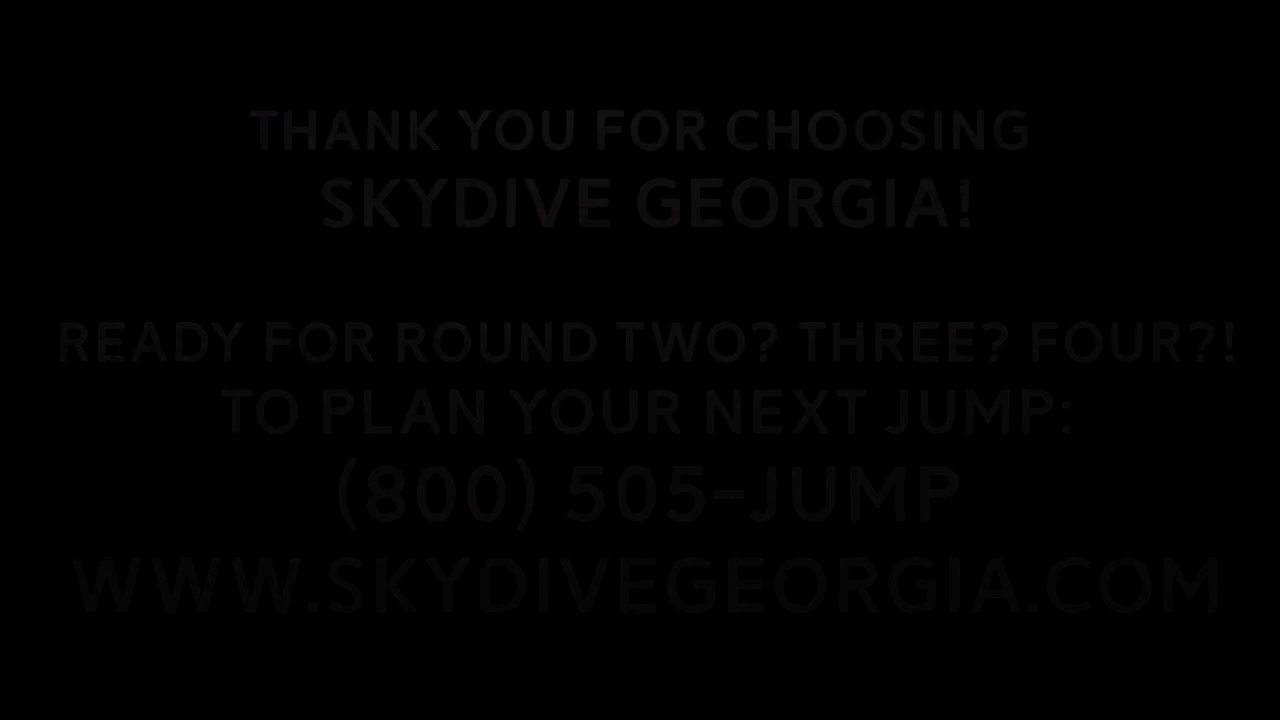 THANK YOU FOR CHOOSING
SKYDIVE GEORGIA!
READY FOR ROUND TWO? THREE? FOUR?!
TO PLAN YOUR NEXT JUMP:
(800) 505-JUMP
WWW.SKYDIVEGEORGIA.COM